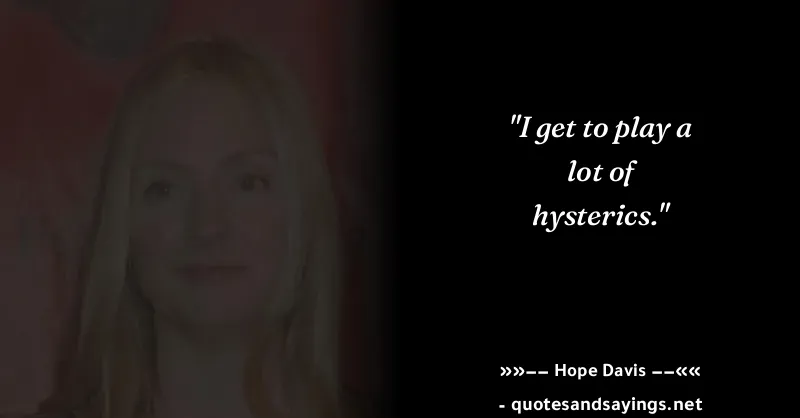 "I get to play a
lot of
hysterics."
»»−− Hope Davis −−««
- quotesandsayings.net